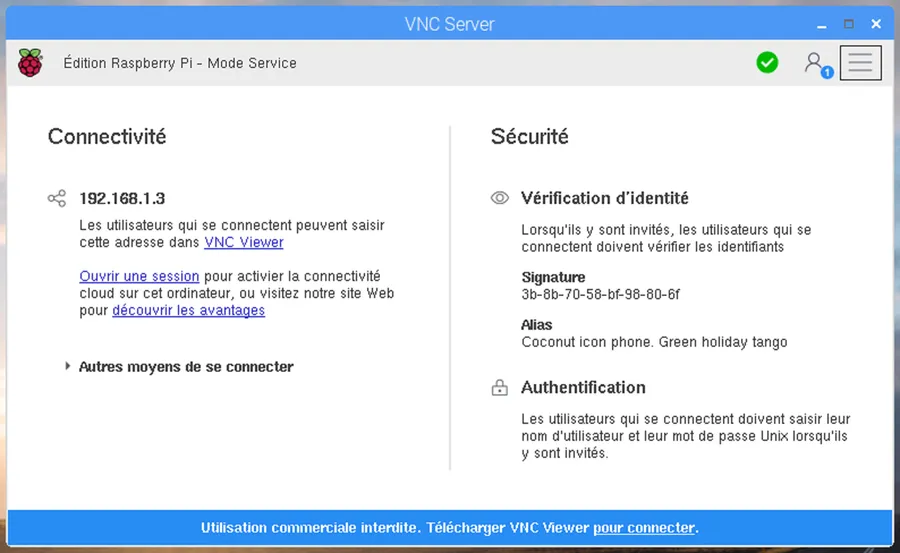 VNC Server
Édition Raspberry Pi - Mode Service
1
Connectivité
192.168.1.3
Les utilisateurs qui se connectent peuvent saisir
cette adresse dans VNC Viewer
Ouvrir une session pour activier la connectivité
cloud sur cet ordinateur, ou visitez notre site Web
pour découvrir les avantages
Autres moyens de se connecter
Sécurité
Vérification d'identité
Lorsqu'ils y sont invités, les utilisateurs qui se
connectent doivent vérifier les identifiants
Signature
3b-8b-70-58-bf-98-80-6f
Alias
Coconut icon phone. Green holiday tango
Authentification
Les utilisateurs qui se connectent doivent saisir leur
nom d'utilisateur et leur mot de passe Unix lorsqu'ils
y sont invités.
Utilisation commerciale interdite. Télécharger VNC Viewer pour connecter.